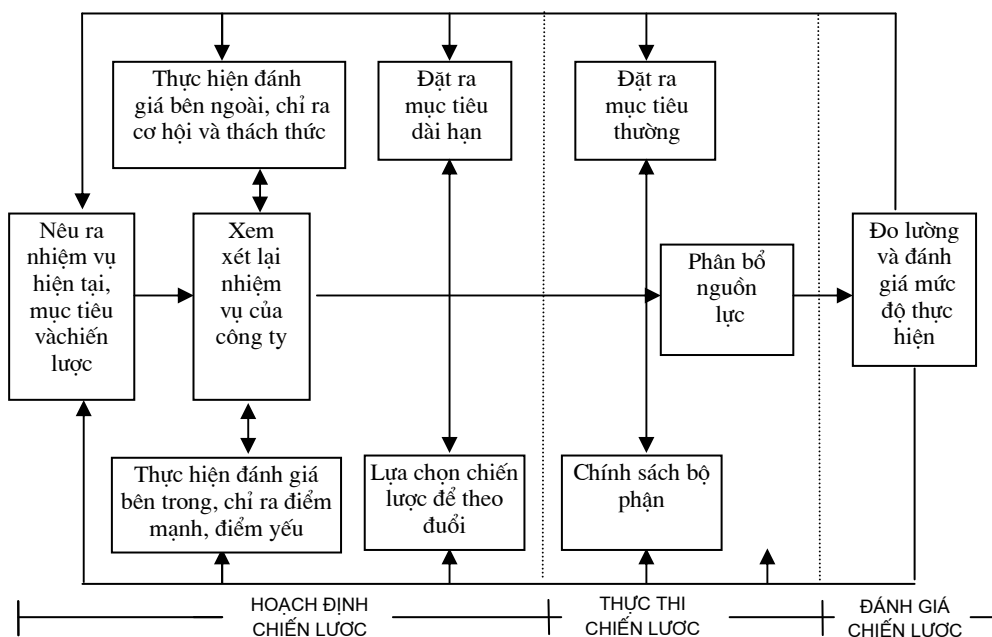 Thực hiện đánh
giá bên ngoài, chỉ ra
cơ hội và thách thức
Đặt ra
mục tiêu
dài hạn
Đặt ra
mục tiêu
thường
Nêu ra
nhiệm vụ
hiện tại,
mục tiêu
vàchiến
lược
Xem
xét lại
nhiệm
vụ của
công ty
Phân bổ
nguồn
lực
Đo lường
và đánh
giá mức
độ thực
hiện
Thực hiện đánh giá
bên trong, chỉ ra điểm
mạnh, điểm yếu
Lựa chọn chiến
lược để theo
đuổi
Chính sách bộ
phận
HOẠCH ĐỊNH
CHIẾN LƯƠC
THỰC THI
CHIẾN LƯƠC
ĐÁNH GIÁ
CHIẾN LƯƠC